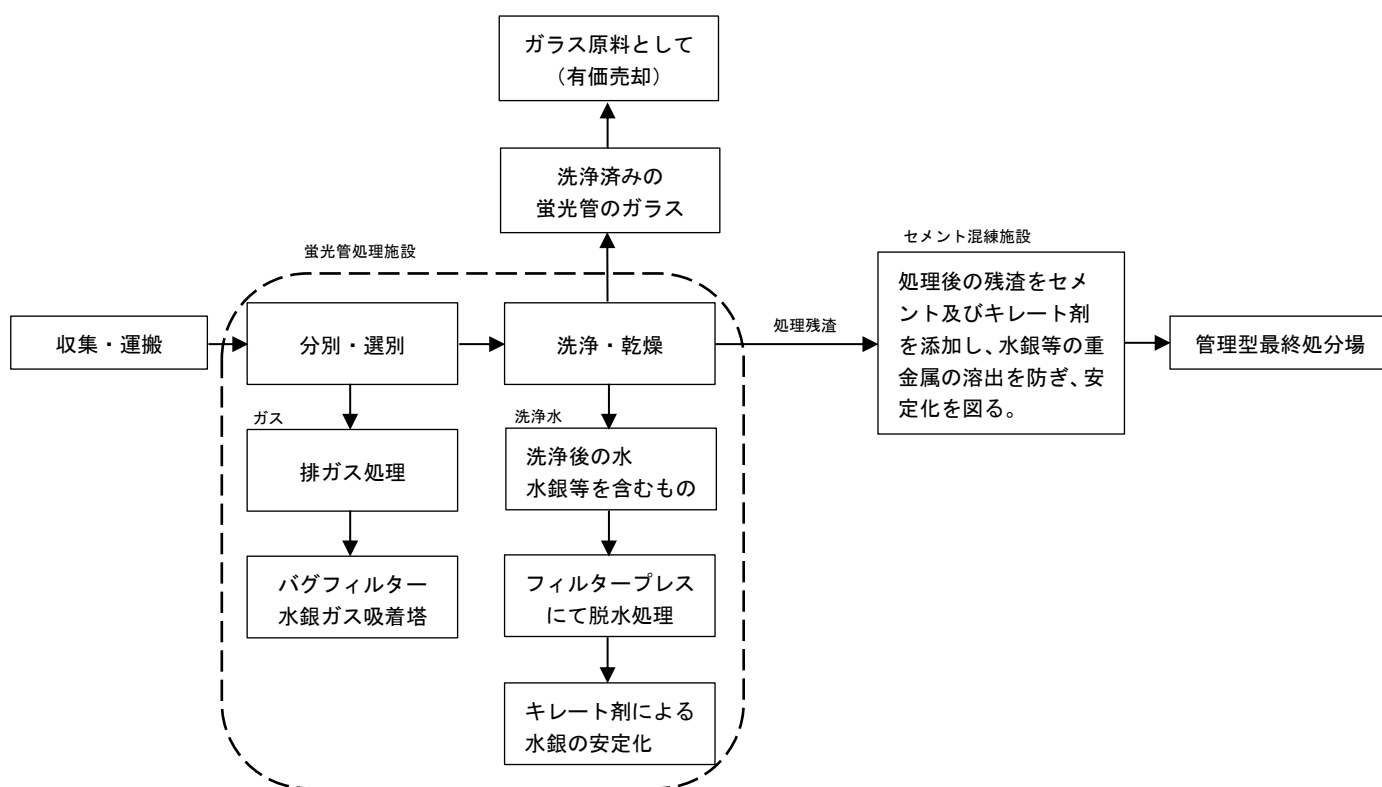 ガラス原料として
（有価売却）
洗浄済みの
蛍光管のガラス
蛍光管処理施設
セメント混練施設
収集・運搬
分別・選別
洗浄・乾燥
処理残渣
処理後の残渣をセメ
ント及びキレート剤
を添加し、水銀等の重
金属の溶出を防ぎ、安
定化を図る。
管理型最終処分場
ガス
排ガス処理
バグフィルター
水銀ガス吸着塔
洗浄水
洗浄後の水
水銀等を含むもの
フィルタープレス
にて脱水処理
キレート剤による
水銀の安定化